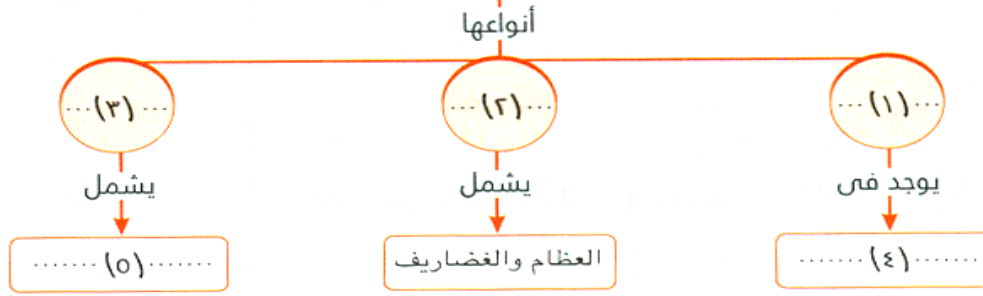 أنواعها
...(١)...
...(٢)...
...(٣)...
يوجد فى
يشمل
يشمل
.......(٤).......
العظام والغضاريف
.......(٥).......